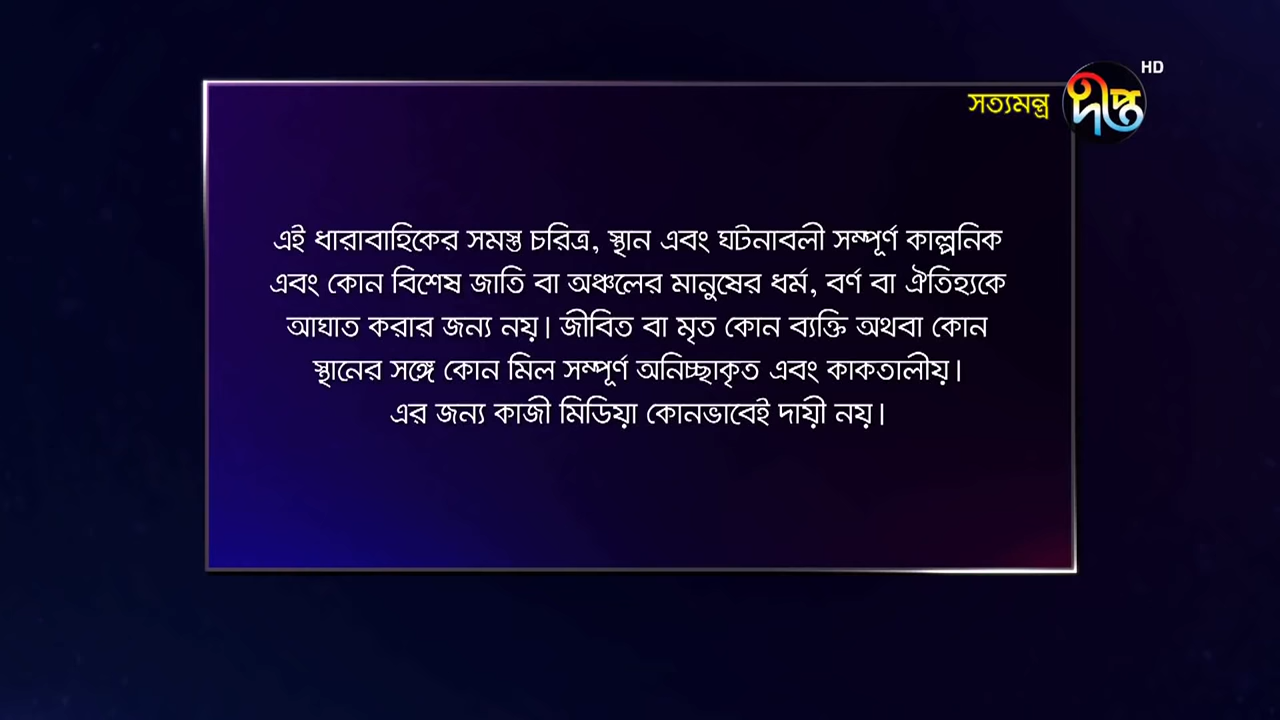 HD
সত্যমন্ত্র
দীপ্ত
এই ধারাবাহিকের সমস্ত চরিত্র, স্থান এবং ঘটনাবলী সম্পূর্ণ কাল্পনিক
এবং কোন বিশেষ জাতি বা অঞ্চলের মানুষের ধর্ম, বর্ণ বা ঐতিহ্যকে
আঘাত করার জন্য নয়। জীবিত বা মৃত কোন ব্যক্তি অথবা কোন
স্থানের সঙ্গে কোন মিল সম্পূর্ণ অনিচ্ছাকৃত এবং কাকতালীয়।
এর জন্য কাজী মিডিয়া কোনভাবেই দায়ী নয়।